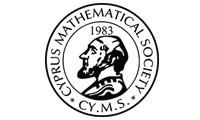 CYPRUS MATHEMATICAL SOCIETY
1983
* CY.M.S. *